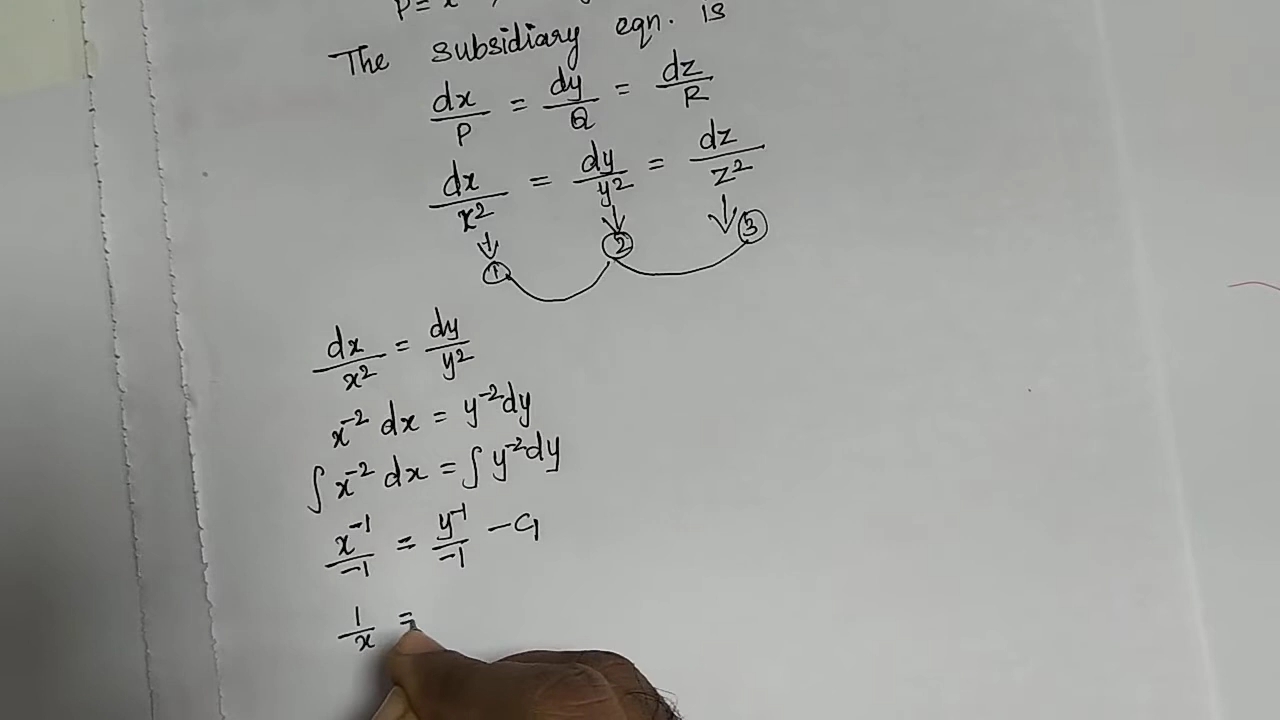 P = x
The subsidiary eqn. is
dx/P = dy/Q = dz/R
dx/x² = dy/y² = dz/z²
① ② ③
dx/x² = dy/y²
x⁻² dx = y⁻² dy
∫ x⁻² dx = ∫ y⁻² dy
x⁻¹/-1 = y⁻¹/-1 - C₁
1/x =